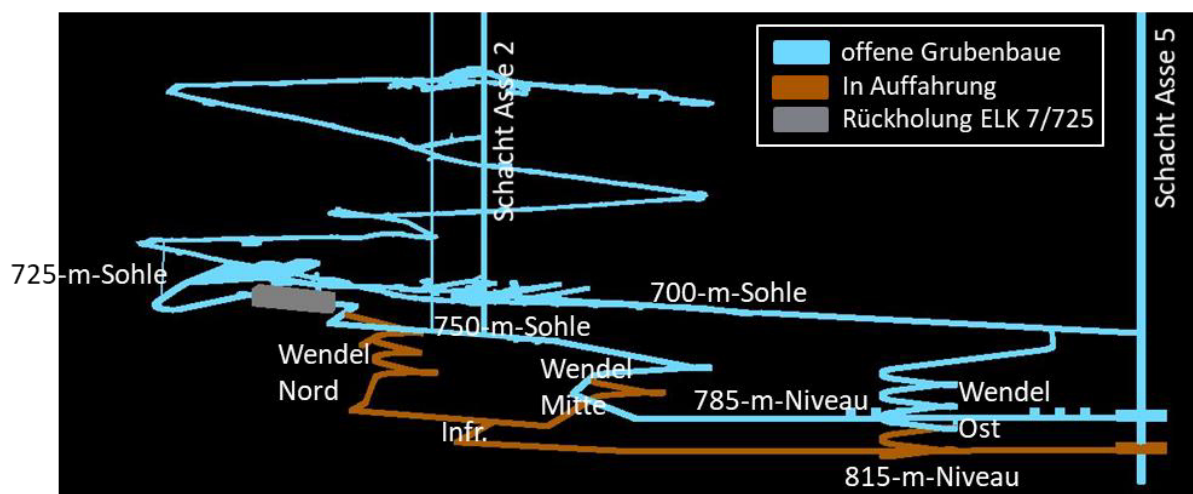 offene Grubenbaue
In Auffahrung
Rückholung ELK 7/725
Schacht Asse 2
Schacht Asse 5
725-m-Sohle
700-m-Sohle
750-m-Sohle
Wendel
Nord
Wendel
Mitte
785-m-Niveau
Wendel
Ost
Infr.
815-m-Niveau